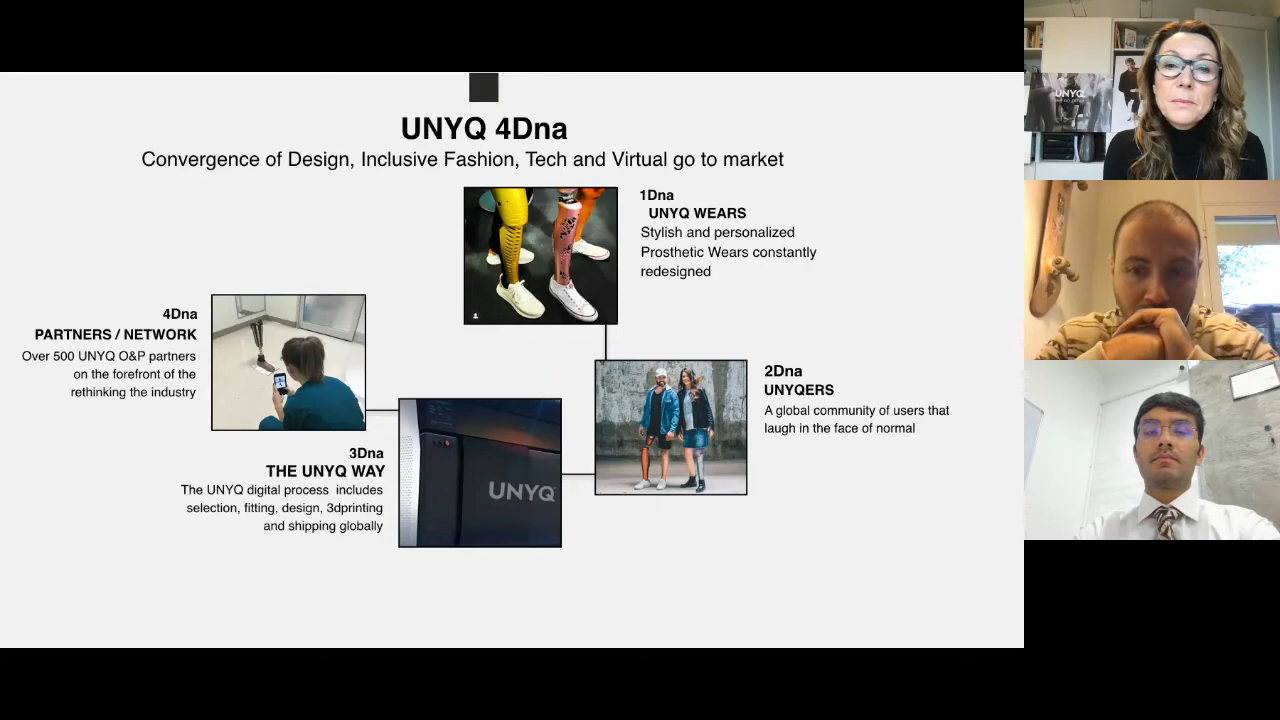 UNYQ 4Dna
Convergence of Design, Inclusive Fashion, Tech and Virtual go to market
1Dna
UNYQ WEARS
Stylish and personalized
Prosthetic Wears constantly
redesigned
4Dna
PARTNERS / NETWORK
Over 500 UNYQ O&P partners
on the forefront of the
rethinking the industry
2Dna
UNYQERS
A global community of users that
laugh in the face of normal
3Dna
THE UNYQ WAY
The UNYQ digital process includes
selection, fitting, design, 3dprinting
and shipping globally
UNYQ
UNYQ